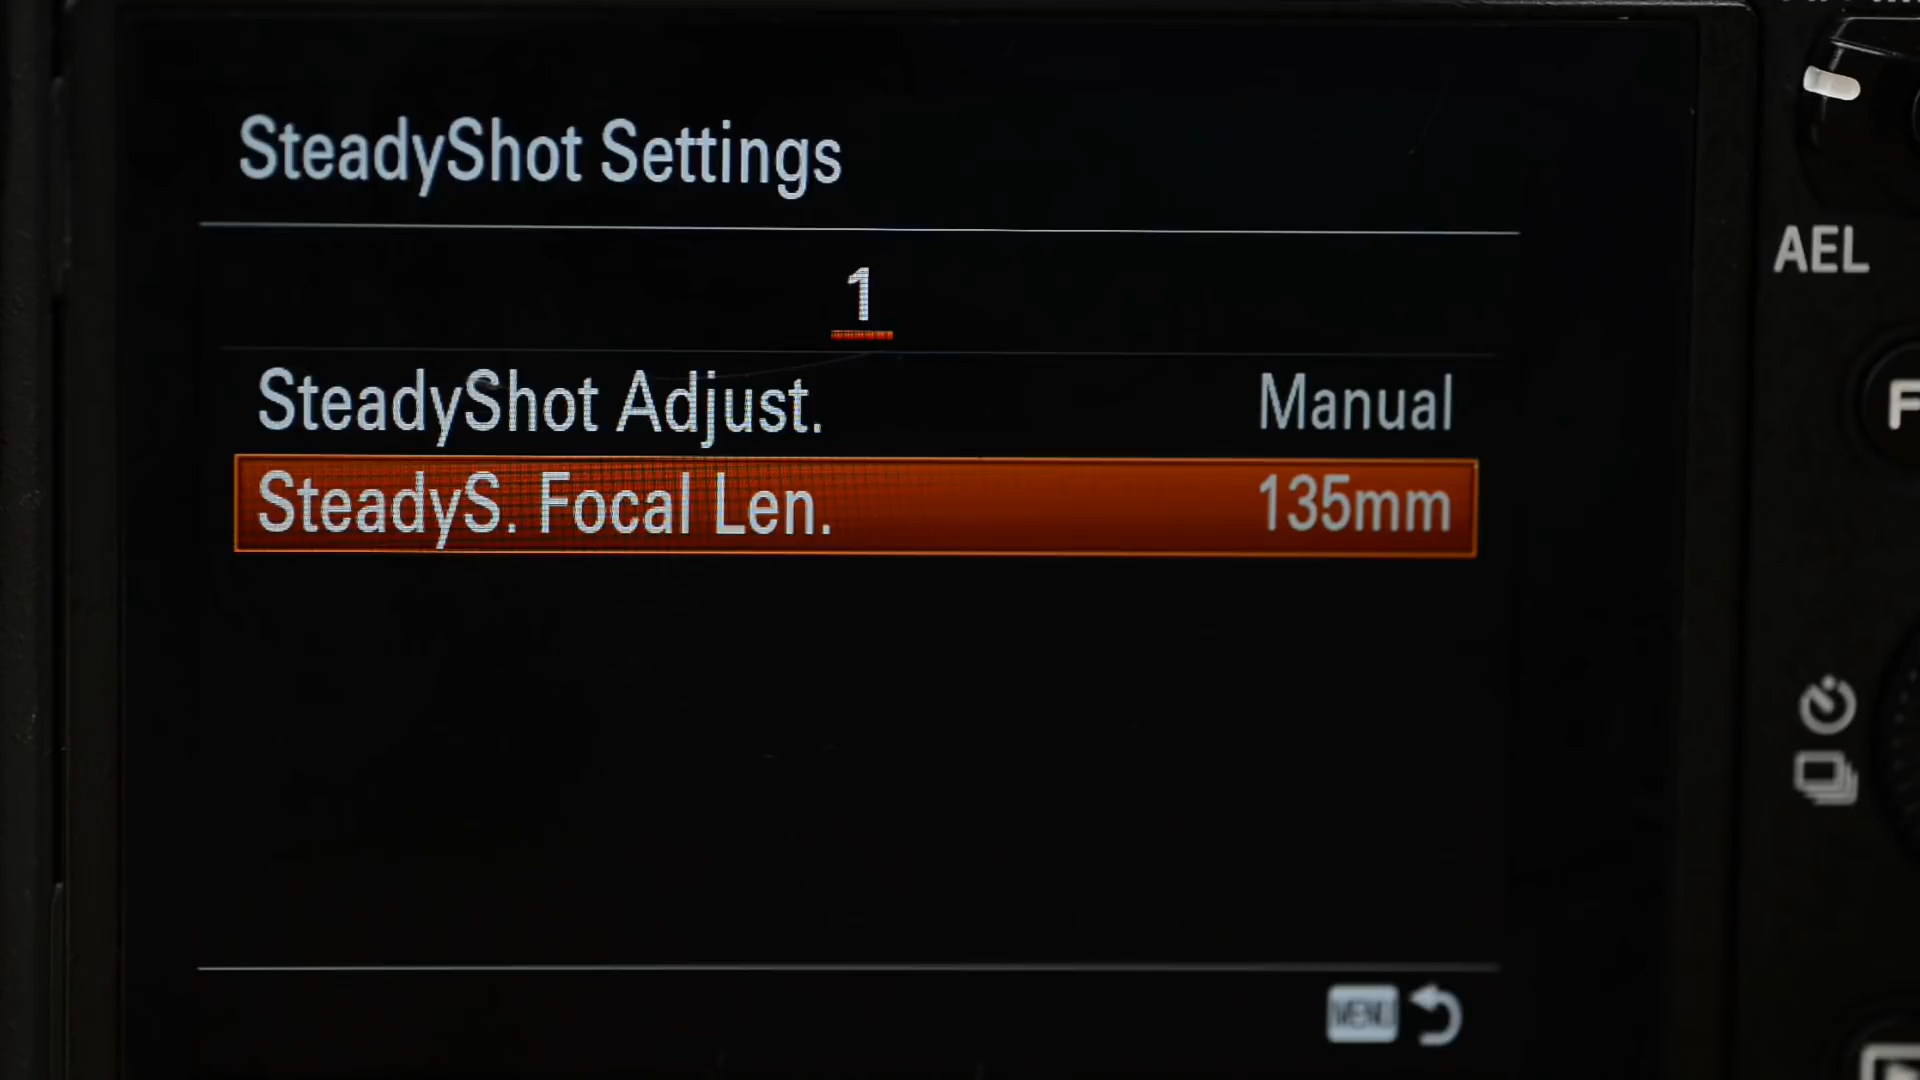 SteadyShot Settings
1
SteadyShot Adjust. Manual
SteadyS. Focal Len. 135mm
MENU
AEL
F